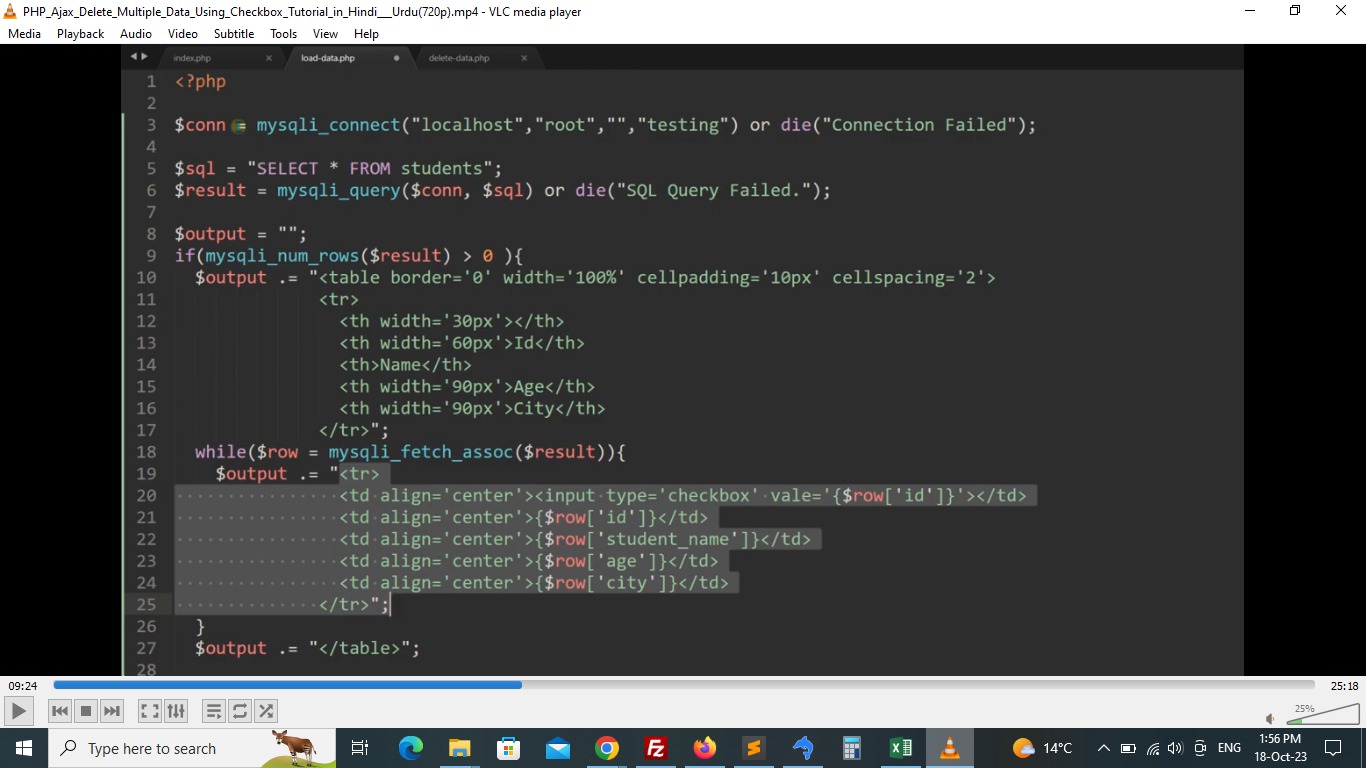 PHP_Ajax_Delete_Multiple_Data_Using_Checkbox_Tutorial_in_Hindi___Urdu(720p).mp4 - VLC media player
Media Playback Audio Video Subtitle Tools View Help
index.php × load-data.php • delete-data.php ×
1 <?php
2
3 $conn = mysqli_connect("localhost","root","","testing") or die("Connection Failed");
4
5 $sql = "SELECT * FROM students";
6 $result = mysqli_query($conn, $sql) or die("SQL Query Failed.");
7
8 $output = "";
9 if(mysqli_num_rows($result) > 0 ){
10 $output .= "<table border='0' width='100%' cellpadding='10px' cellspacing='2'>
11 <tr>
12 <th width='30px'></th>
13 <th width='60px'>Id</th>
14 <th>Name</th>
15 <th width='90px'>Age</th>
16 <th width='90px'>City</th>
17 </tr>";
18 while($row = mysqli_fetch_assoc($result)){
19 $output .= "<tr>
20 <td align='center'><input type='checkbox' vale='{$row['id']}'></td>
21 <td align='center'>{$row['id']}</td>
22 <td align='center'>{$row['student_name']}</td>
23 <td align='center'>{$row['age']}</td>
24 <td align='center'>{$row['city']}</td>
25 </tr>";
26 }
27 $output .= "</table>";
28
09:24 25:18
25%
Type here to search 14°C ENG 1:56 PM
18-Oct-23